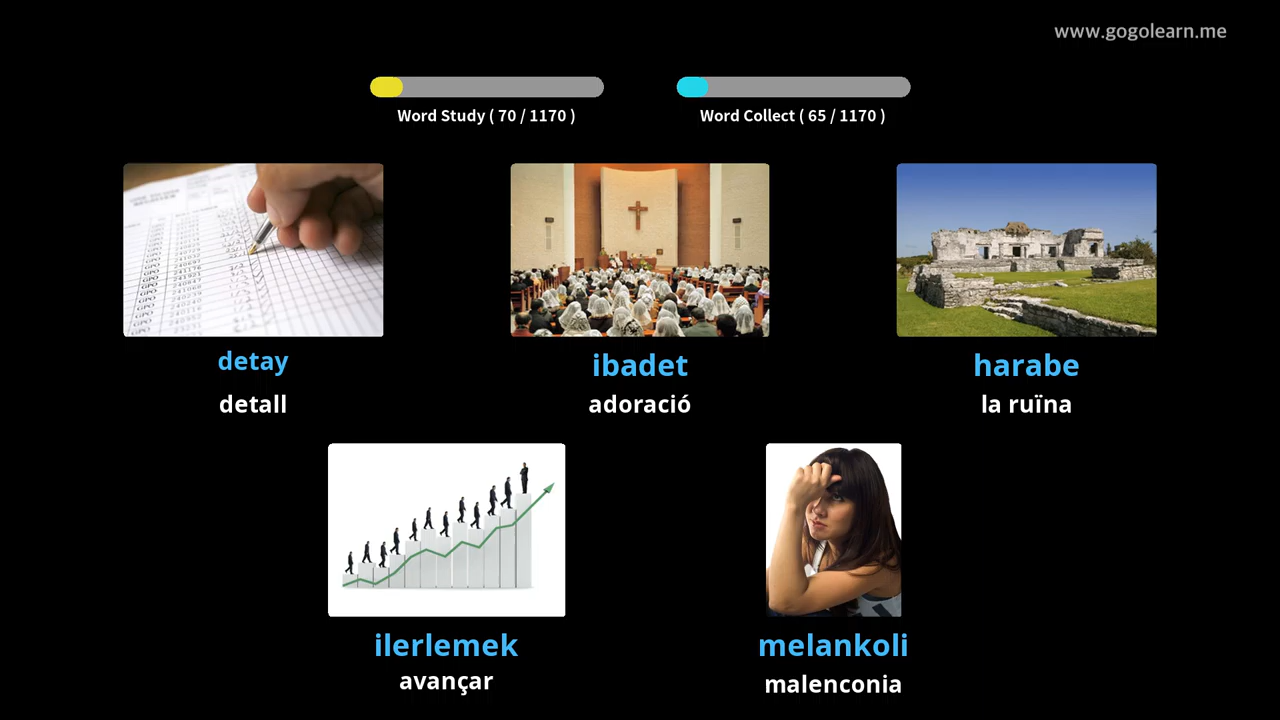 www.gogolearn.me
Word Study ( 70 / 1170 )
Word Collect ( 65 / 1170 )
detay
ibadet
harabe
detall
adoració
la ruïna
ilerlemek
melankoli
avançar
malenconia